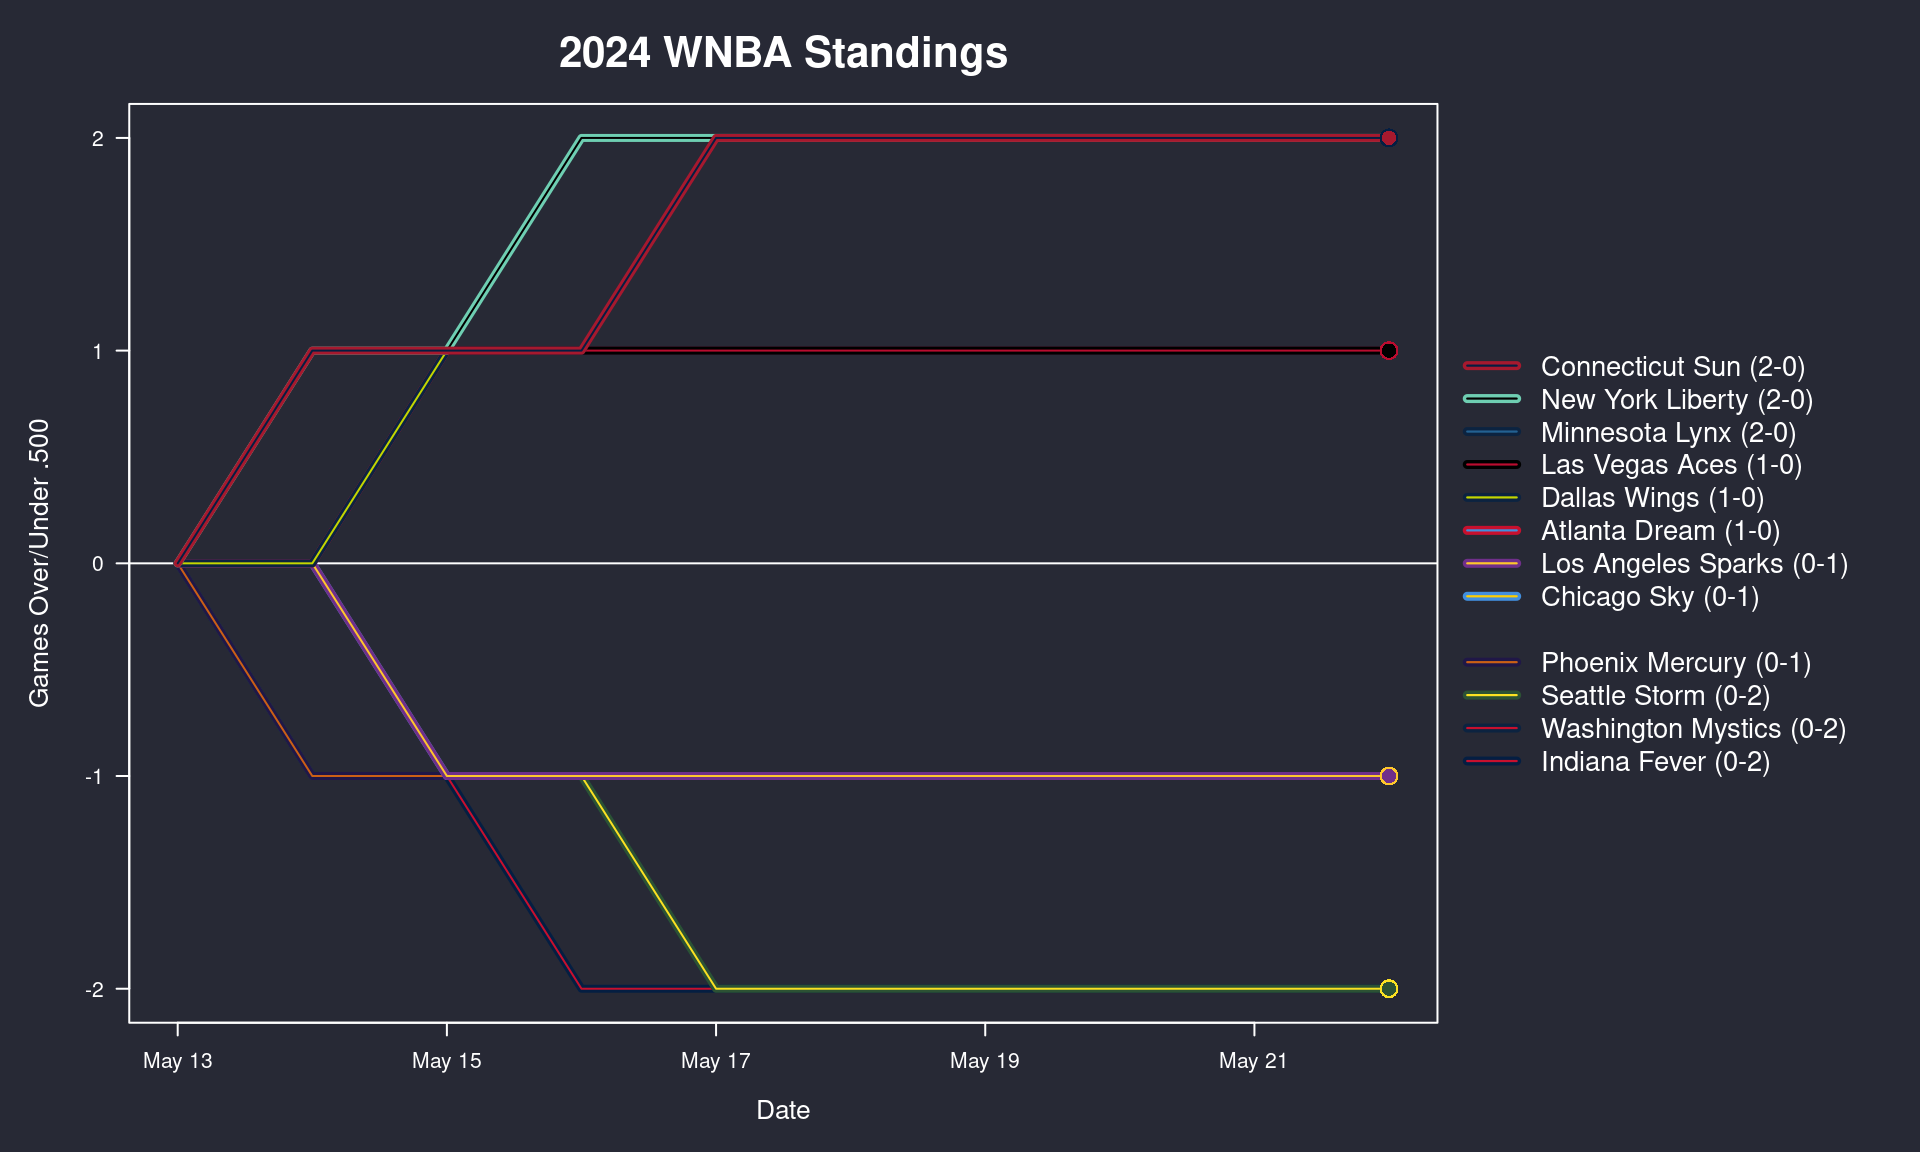 2024 WNBA Standings
Games Over/Under .500
2
1
0
-1
-2
May 13
May 15
May 17
May 19
May 21
Date
Connecticut Sun (2-0)
New York Liberty (2-0)
Minnesota Lynx (2-0)
Las Vegas Aces (1-0)
Dallas Wings (1-0)
Atlanta Dream (1-0)
Los Angeles Sparks (0-1)
Chicago Sky (0-1)
Phoenix Mercury (0-1)
Seattle Storm (0-2)
Washington Mystics (0-2)
Indiana Fever (0-2)